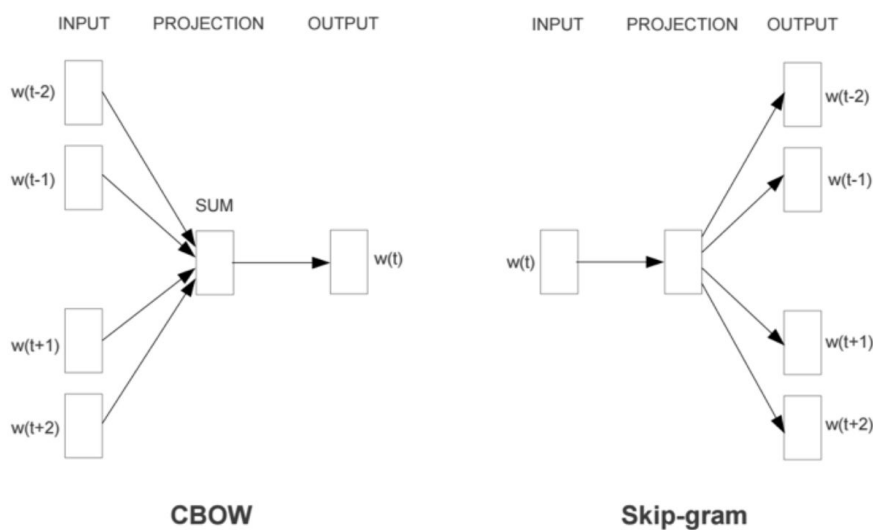 INPUT PROJECTION OUTPUT
w(t-2)
w(t-1)
SUM
w(t)
w(t+1)
w(t+2)
CBOW
INPUT PROJECTION OUTPUT
w(t-2)
w(t-1)
w(t)
w(t+1)
w(t+2)
Skip-gram